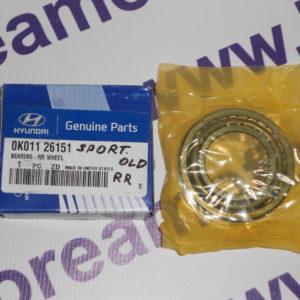 HYUNDAI
Genuine Parts
0K011 26151
BEARING-RR WHEEL
1 PC ZD MADE IN UNITED STATES
SPORT
OLD
RR
E